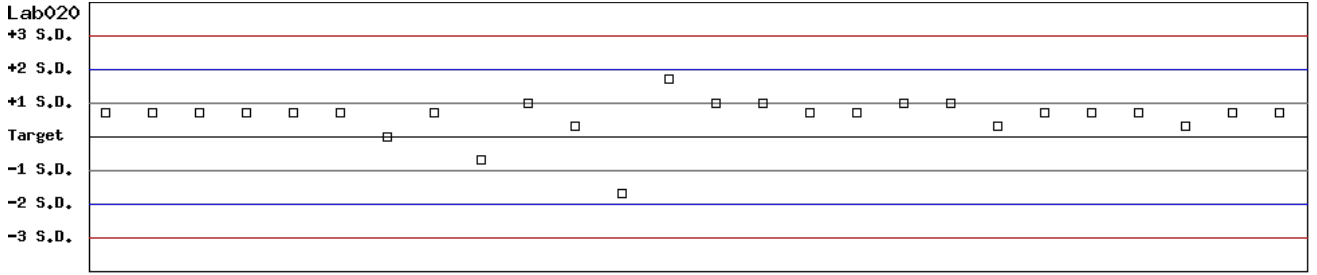 Lab020
+3 S.D.
+2 S.D.
+1 S.D.
Target
-1 S.D.
-2 S.D.
-3 S.D.